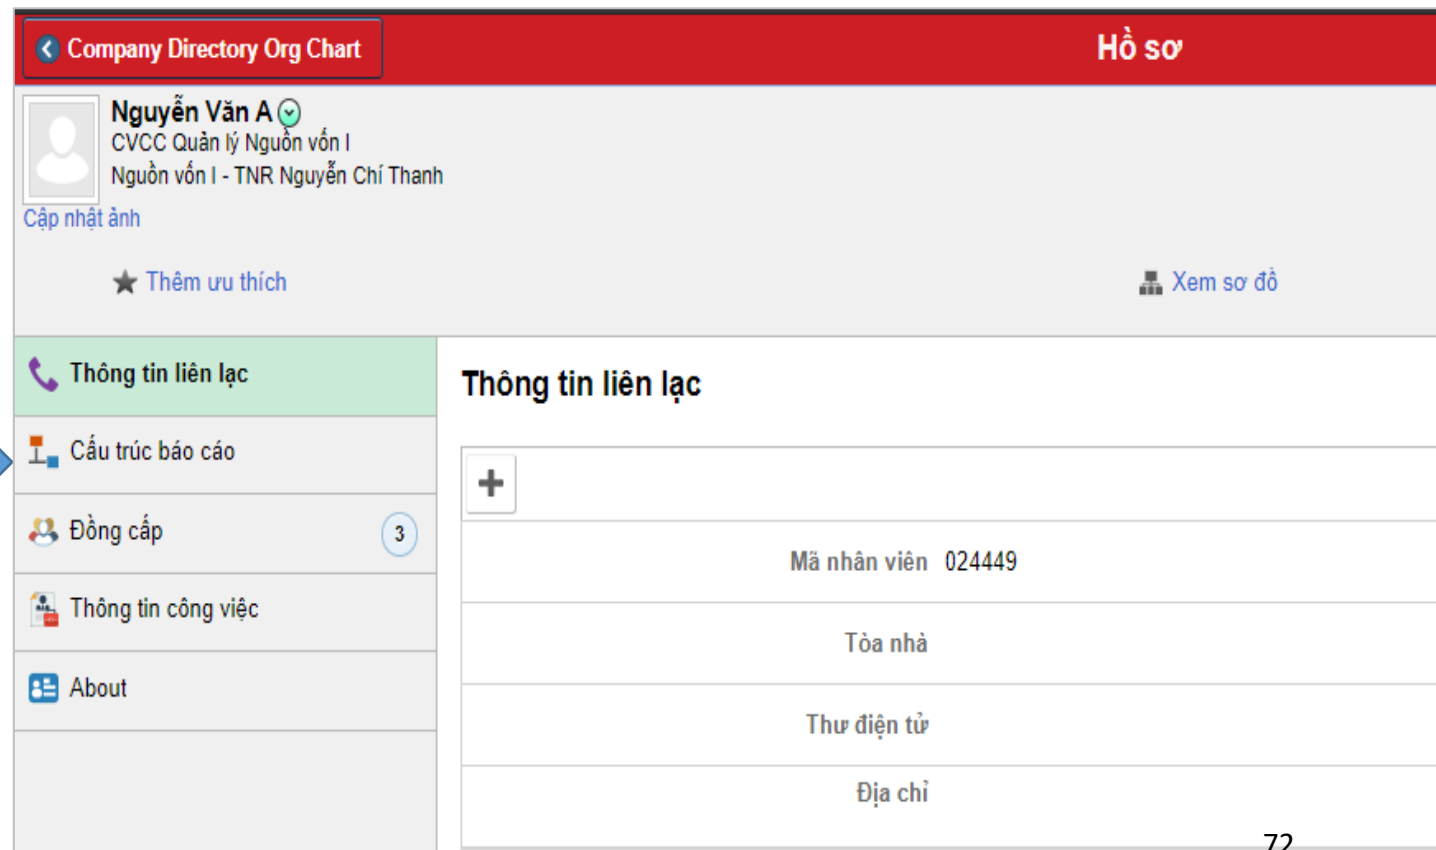 Company Directory Org Chart
Hồ sơ
Nguyễn Văn A
CVCC Quản lý Nguồn vốn I
Nguồn vốn I - TNR Nguyễn Chí Thanh
Cập nhật ảnh
Thêm ưu thích
Xem sơ đồ
Thông tin liên lạc
Cấu trúc báo cáo
Đồng cấp 3
Thông tin công việc
About
Thông tin liên lạc
Mã nhân viên 024449
Tòa nhà
Thư điện tử
Địa chỉ
72